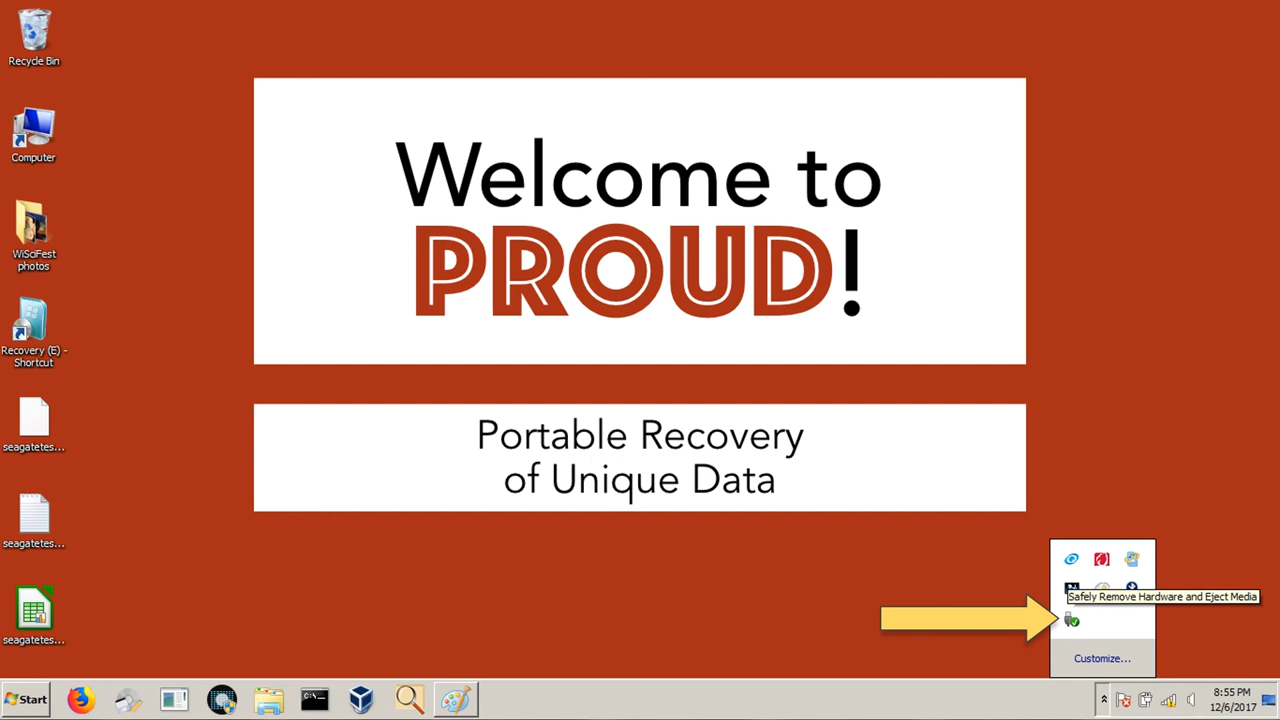 Recycle Bin
Computer
WiSciFest
photos
Recovery (E) -
Shortcut
seagatetes...
seagatetes...
seagatetes...
Welcome to
PROUD!
Portable Recovery
of Unique Data
Safely Remove Hardware and Eject Media
Customize...
Start
C:\_
8:55 PM
12/6/2017